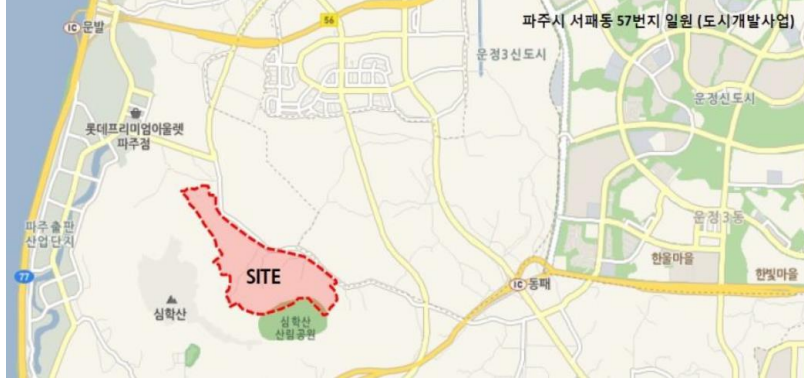 파주시 서패동 57번지 일원 (도시개발사업)
56
IC 문발
운정3신도시
운정신도시
롯데프리미엄아울렛
파주점
파주출판
산업단지
운정3동
한울마을
한빛마을
77
SITE
IC 동패
심학산
심학산
산림공원